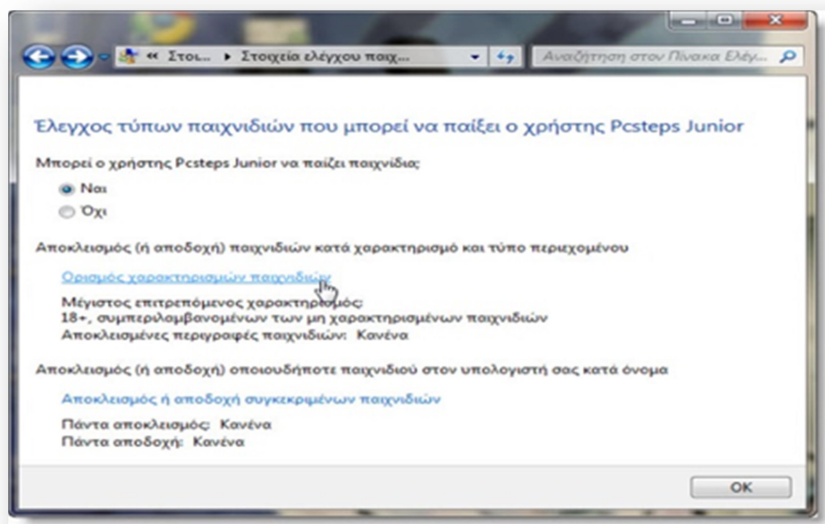 « Στοι... ▸ Στοιχεία ελέγχου παιχ...
Αναζήτηση στον Πίνακα Ελέγ...
Έλεγχος τύπων παιχνιδιών που μπορεί να παίξει ο χρήστης Pcsteps Junior
Μπορεί ο χρήστης Pcsteps Junior να παίζει παιχνίδια;
Ναι
Όχι
Αποκλεισμός (ή αποδοχή) παιχνιδιών κατά χαρακτηρισμό και τύπο περιεχομένου
Ορισμός χαρακτηρισμών παιχνιδιών
Μέγιστος επιτρεπόμενος χαρακτηρισμός:
18+, συμπεριλαμβανομένων των μη χαρακτηρισμένων παιχνιδιών
Αποκλεισμένες περιγραφές παιχνιδιών: Κανένα
Αποκλεισμός (ή αποδοχή) οποιουδήποτε παιχνιδιού στον υπολογιστή σας κατά όνομα
Αποκλεισμός ή αποδοχή συγκεκριμένων παιχνιδιών
Πάντα αποκλεισμός: Κανένα
Πάντα αποδοχή: Κανένα
OK